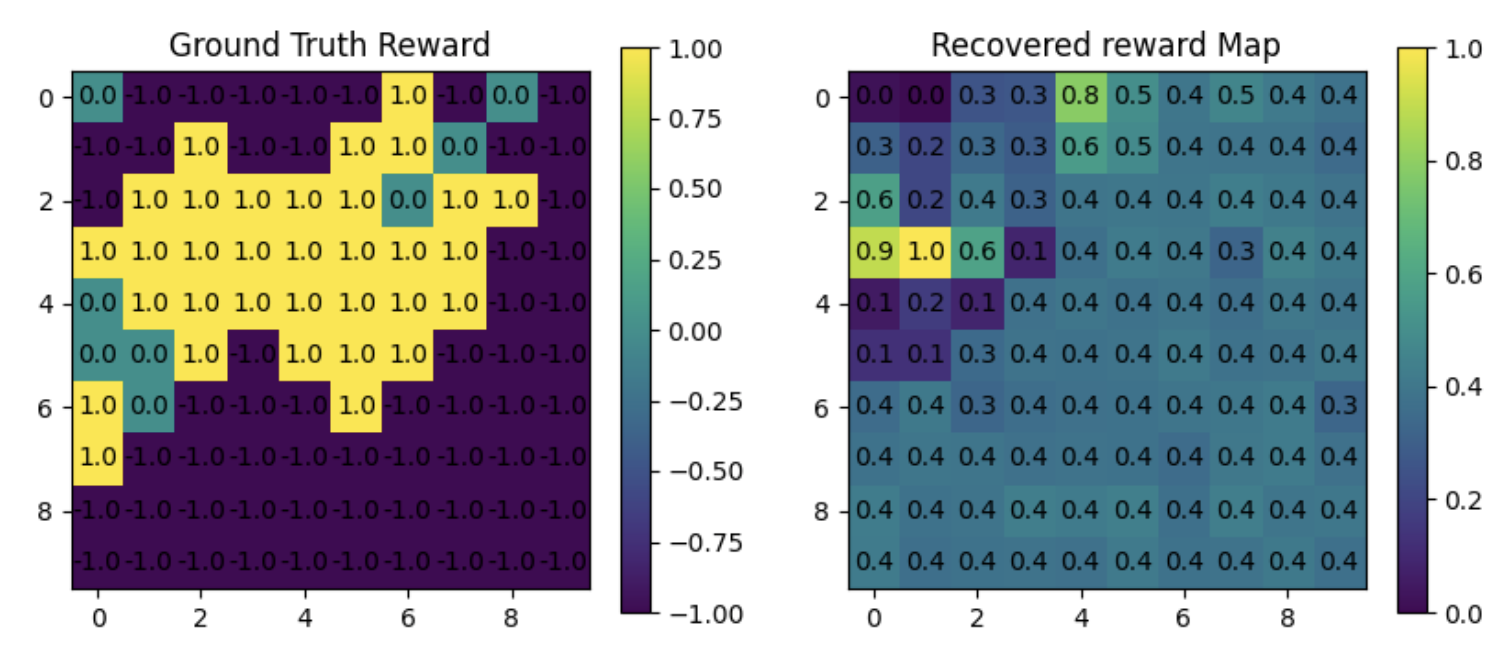 Ground Truth Reward
0 0.0 -1.0 -1.0 -1.0 -1.0 -1.0 1.0 -1.0 0.0 -1.0
-1.0 -1.0 1.0 -1.0 -1.0 1.0 1.0 0.0 -1.0 -1.0
2 -1.0 1.0 1.0 1.0 1.0 1.0 0.0 1.0 1.0 -1.0
1.0 1.0 1.0 1.0 1.0 1.0 1.0 1.0 -1.0 -1.0
4 0.0 1.0 1.0 1.0 1.0 1.0 1.0 1.0 -1.0 -1.0
0.0 0.0 1.0 -1.0 1.0 1.0 1.0 -1.0 -1.0 -1.0
6 1.0 0.0 -1.0 -1.0 -1.0 1.0 -1.0 -1.0 -1.0 -1.0
1.0 -1.0 -1.0 -1.0 -1.0 -1.0 -1.0 -1.0 -1.0 -1.0
8 -1.0 -1.0 -1.0 -1.0 -1.0 -1.0 -1.0 -1.0 -1.0 -1.0
-1.0 -1.0 -1.0 -1.0 -1.0 -1.0 -1.0 -1.0 -1.0 -1.0
0 2 4 6 8
1.00
0.75
0.50
0.25
0.00
−0.25
−0.50
−0.75
−1.00
Recovered reward Map
0 0.0 0.0 0.3 0.3 0.8 0.5 0.4 0.5 0.4 0.4
0.3 0.2 0.3 0.3 0.6 0.5 0.4 0.4 0.4 0.4
2 0.6 0.2 0.4 0.3 0.4 0.4 0.4 0.4 0.4 0.4
0.9 1.0 0.6 0.1 0.4 0.4 0.4 0.3 0.4 0.4
4 0.1 0.2 0.1 0.4 0.4 0.4 0.4 0.4 0.4 0.4
0.1 0.1 0.3 0.4 0.4 0.4 0.4 0.4 0.4 0.4
6 0.4 0.4 0.3 0.4 0.4 0.4 0.4 0.4 0.4 0.3
0.4 0.4 0.4 0.4 0.4 0.4 0.4 0.4 0.4 0.4
8 0.4 0.4 0.4 0.4 0.4 0.4 0.4 0.4 0.4 0.4
0.4 0.4 0.4 0.4 0.4 0.4 0.4 0.4 0.4 0.4
0 2 4 6 8
1.0
0.8
0.6
0.4
0.2
0.0